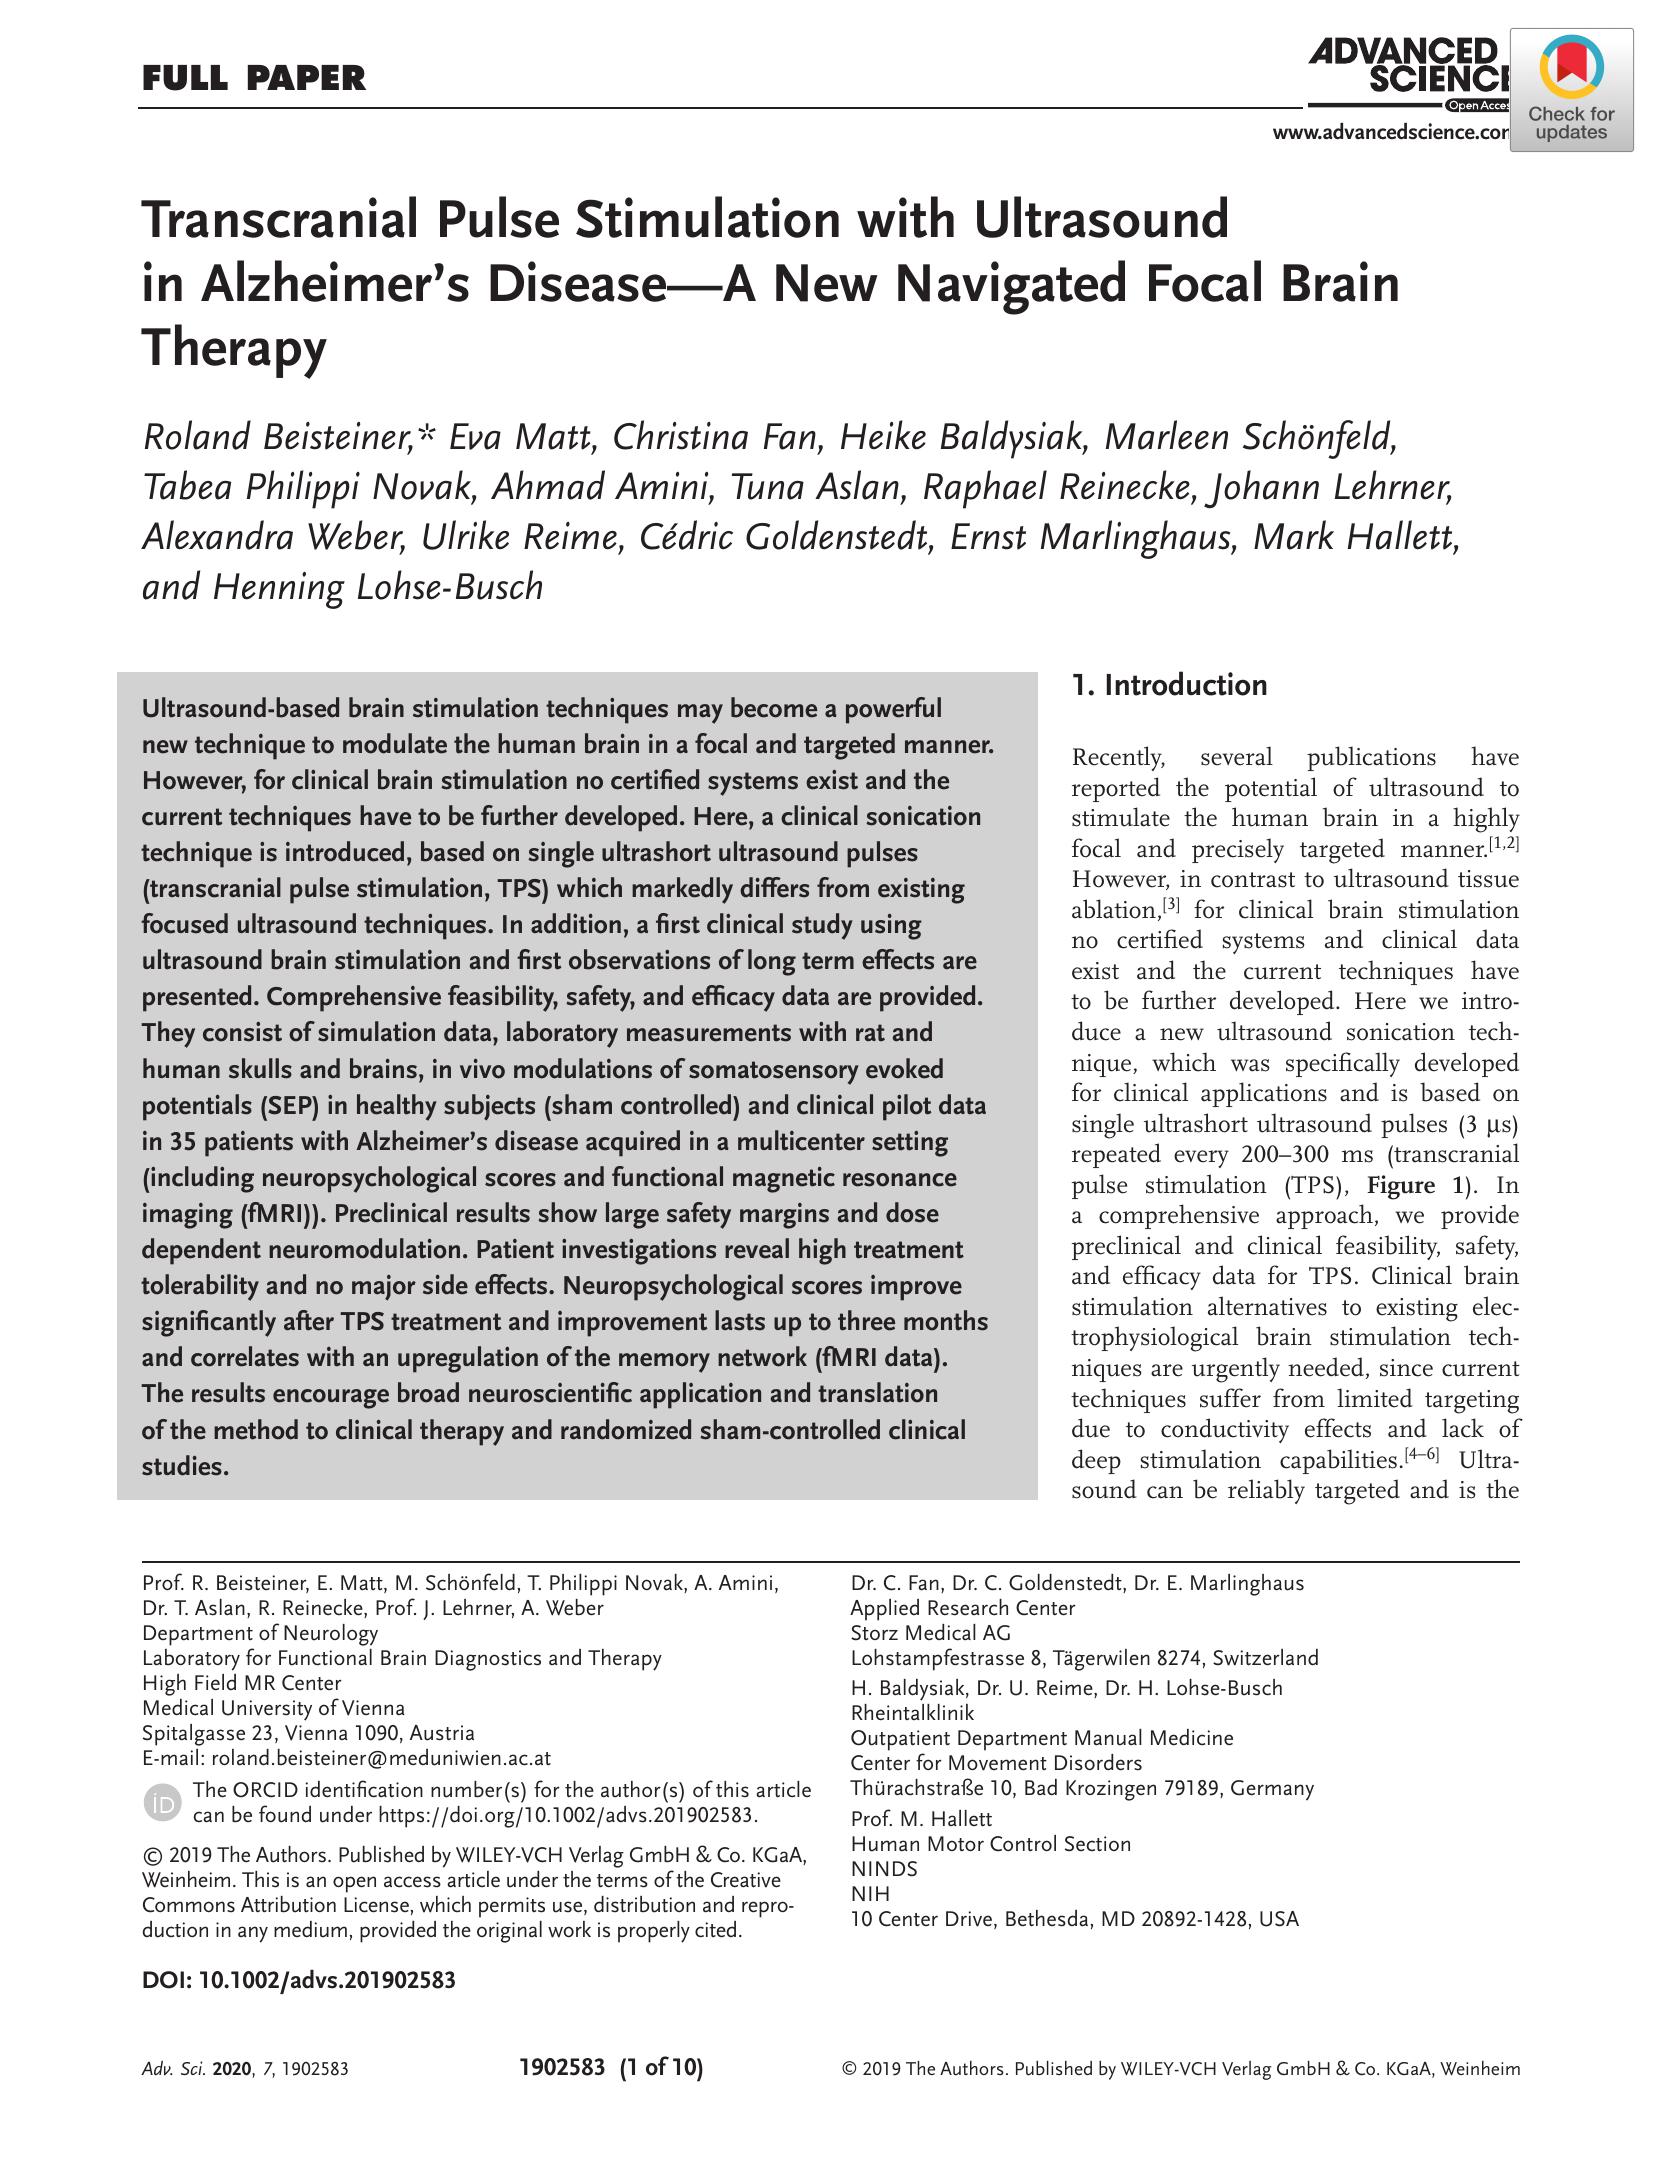 FULL PAPER
ADVANCED
SCIENCE
Open Acces
www.advancedscience.com
Check for
updates
Transcranial Pulse Stimulation with Ultrasound
in Alzheimer’s Disease—A New Navigated Focal Brain
Therapy
Roland Beisteiner,* Eva Matt, Christina Fan, Heike Baldysiak, Marleen Schönfeld,
Tabea Philippi Novak, Ahmad Amini, Tuna Aslan, Raphael Reinecke, Johann Lehrner,
Alexandra Weber, Ulrike Reime, Cédric Goldenstedt, Ernst Marlinghaus, Mark Hallett,
and Henning Lohse-Busch
Ultrasound-based brain stimulation techniques may become a powerful
new technique to modulate the human brain in a focal and targeted manner.
However, for clinical brain stimulation no certified systems exist and the
current techniques have to be further developed. Here, a clinical sonication
technique is introduced, based on single ultrashort ultrasound pulses
(transcranial pulse stimulation, TPS) which markedly differs from existing
focused ultrasound techniques. In addition, a first clinical study using
ultrasound brain stimulation and first observations of long term effects are
presented. Comprehensive feasibility, safety, and efficacy data are provided.
They consist of simulation data, laboratory measurements with rat and
human skulls and brains, in vivo modulations of somatosensory evoked
potentials (SEP) in healthy subjects (sham controlled) and clinical pilot data
in 35 patients with Alzheimer’s disease acquired in a multicenter setting
(including neuropsychological scores and functional magnetic resonance
imaging (fMRI)). Preclinical results show large safety margins and dose
dependent neuromodulation. Patient investigations reveal high treatment
tolerability and no major side effects. Neuropsychological scores improve
significantly after TPS treatment and improvement lasts up to three months
and correlates with an upregulation of the memory network (fMRI data).
The results encourage broad neuroscientific application and translation
of the method to clinical therapy and randomized sham-controlled clinical
studies.
1. Introduction
Recently, several publications have
reported the potential of ultrasound to
stimulate the human brain in a highly
focal and precisely targeted manner.[1,2]
However, in contrast to ultrasound tissue
ablation,[3] for clinical brain stimulation
no certified systems and clinical data
exist and the current techniques have
to be further developed. Here we intro-
duce a new ultrasound sonication tech-
nique, which was specifically developed
for clinical applications and is based on
single ultrashort ultrasound pulses (3 µs)
repeated every 200–300 ms (transcranial
pulse stimulation (TPS), Figure 1). In
a comprehensive approach, we provide
preclinical and clinical feasibility, safety,
and efficacy data for TPS. Clinical brain
stimulation alternatives to existing elec-
trophysiological brain stimulation tech-
niques are urgently needed, since current
techniques suffer from limited targeting
due to conductivity effects and lack of
deep stimulation capabilities.[4–6] Ultra-
sound can be reliably targeted and is the
Prof. R. Beisteiner, E. Matt, M. Schönfeld, T. Philippi Novak, A. Amini,
Dr. T. Aslan, R. Reinecke, Prof. J. Lehrner, A. Weber
Department of Neurology
Laboratory for Functional Brain Diagnostics and Therapy
High Field MR Center
Medical University of Vienna
Spitalgasse 23, Vienna 1090, Austria
E-mail: roland.beisteiner@meduniwien.ac.at
iD
The ORCID identification number(s) for the author(s) of this article
can be found under https://doi.org/10.1002/advs.201902583.
© 2019 The Authors. Published by WILEY-VCH Verlag GmbH & Co. KGaA,
Weinheim. This is an open access article under the terms of the Creative
Commons Attribution License, which permits use, distribution and repro-
duction in any medium, provided the original work is properly cited.
DOI: 10.1002/advs.201902583
Dr. C. Fan, Dr. C. Goldenstedt, Dr. E. Marlinghaus
Applied Research Center
Storz Medical AG
Lohstampfestrasse 8, Tägerwilen 8274, Switzerland
H. Baldysiak, Dr. U. Reime, Dr. H. Lohse-Busch
Rheintalklinik
Outpatient Department Manual Medicine
Center for Movement Disorders
Thürachstraße 10, Bad Krozingen 79189, Germany
Prof. M. Hallett
Human Motor Control Section
NINDS
NIH
10 Center Drive, Bethesda, MD 20892-1428, USA
Adv. Sci. 2020, 7, 1902583
1902583 (1 of 10)
© 2019 The Authors. Published by WILEY-VCH Verlag GmbH & Co. KGaA, Weinheim